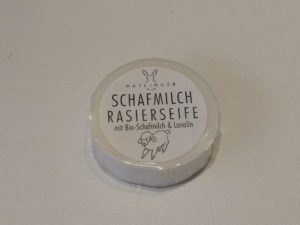 HASLINGER
SCHAFMILCH
RASIERSEIFE
mit Bio-Schafmilch & Lanolin